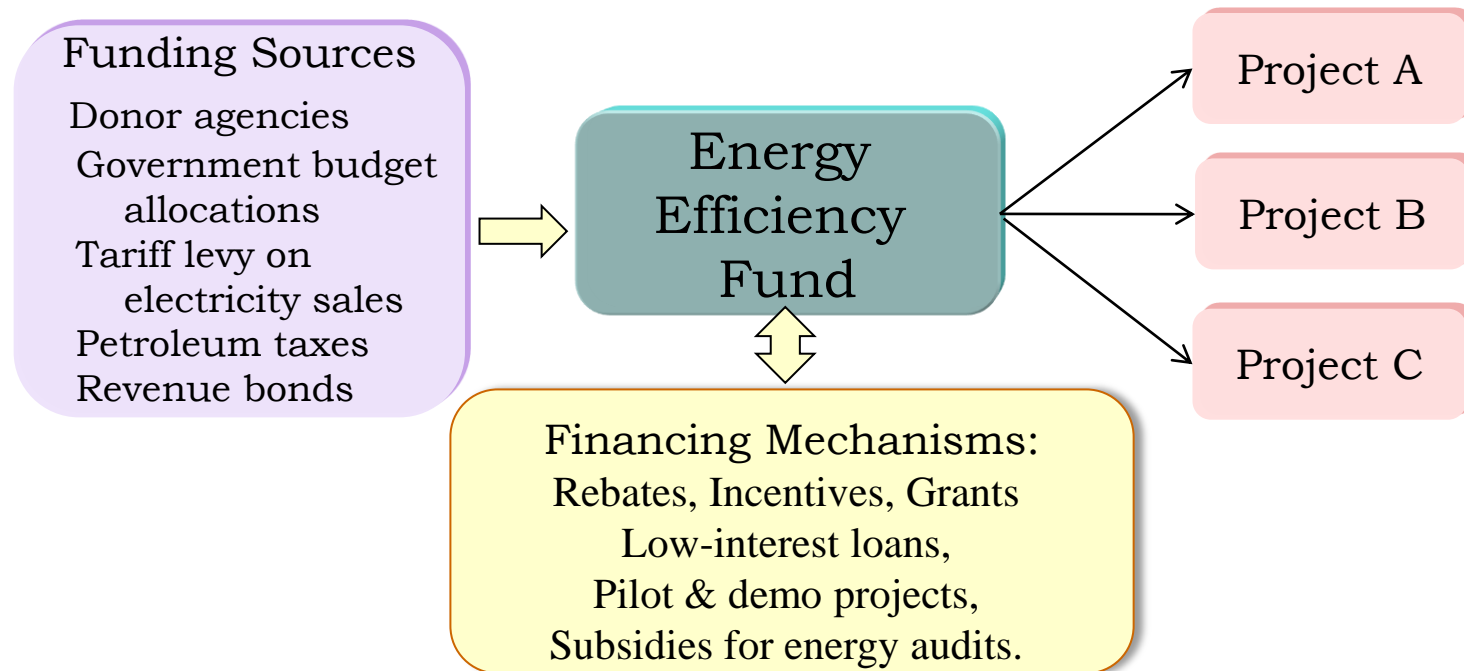 Funding Sources
Donor agencies
Government budget
allocations
Tariff levy on
electricity sales
Petroleum taxes
Revenue bonds
Energy
Efficiency
Fund
Project A
Project B
Project C
Financing Mechanisms:
Rebates, Incentives, Grants
Low-interest loans,
Pilot & demo projects,
Subsidies for energy audits.